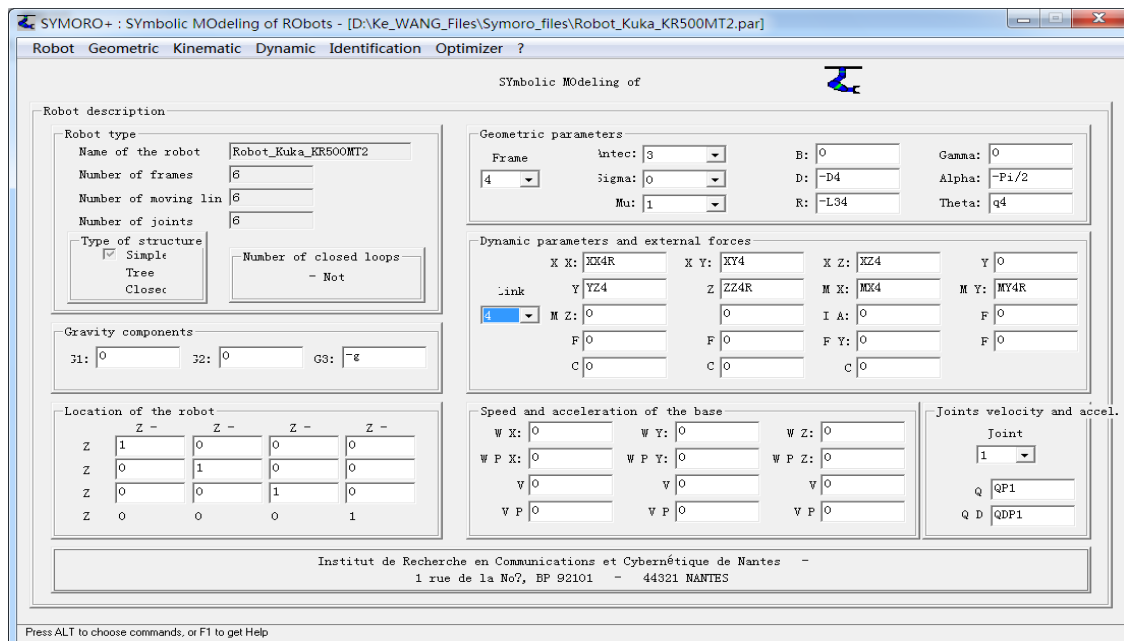 SYMORO+ : SYmbolic MOdeling of RObots - [D:\Ke_WANG_Files\Symoro_files\Robot_Kuka_KR500MT2.par]
Robot Geometric Kinematic Dynamic Identification Optimizer ?
SYmbolic MOdeling of
Robot description
Robot type
Name of the robot Robot_Kuka_KR500MT2
Number of frames 6
Number of moving lin 6
Number of joints 6
Type of structure
Simple
Tree
Closec
Number of closed loops
- Not
Gravity components
G1: 0 G2: 0 G3: -g
Location of the robot
Z - Z - Z - Z -
Z 1 0 0 0
Z 0 1 0 0
Z 0 0 1 0
Z 0 0 0 1
Geometric parameters
Frame
4
Antec: 3 B: 0 Gamma: 0
Sigma: 0 D: -D4 Alpha: -Pi/2
Mu: 1 R: -L34 Theta: q4
Dynamic parameters and external forces
X X: XX4R X Y: XY4 X Z: XZ4 Y 0
Link
4
Y YZ4 Z ZZ4R M X: MX4 M Y: MY4R
M Z: 0 0 I A: 0 F 0
F 0 F 0 F Y: 0 F 0
C 0 C 0 C 0
Speed and acceleration of the base
W X: 0 W Y: 0 W Z: 0
W P X: 0 W P Y: 0 W P Z: 0
V 0 V 0 V 0
V P 0 V P 0 V P 0
Joints velocity and accel.
Joint
1
Q QP1
Q D QDP1
Institut de Recherche en Communications et Cybernétique de Nantes -
1 rue de la No?, BP 92101 - 44321 NANTES
Press ALT to choose commands, or F1 to get Help